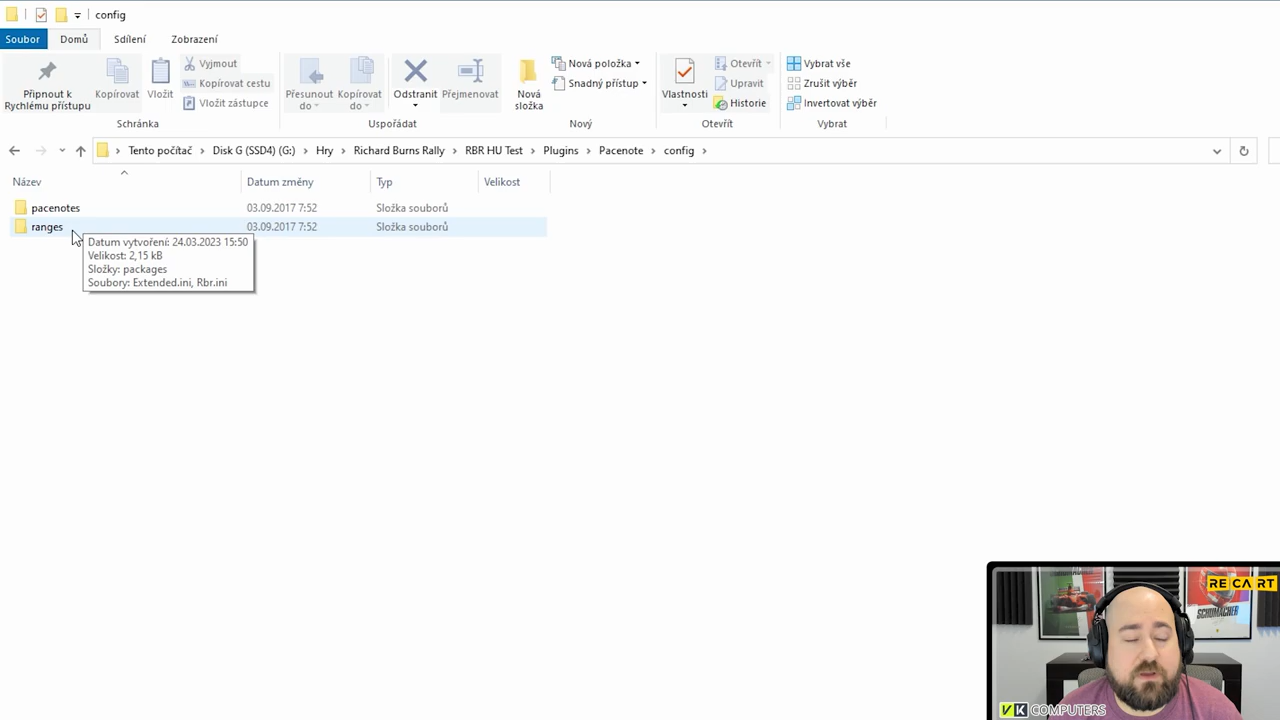 config
Soubor Domů Sdílení Zobrazení
Připnout k Rychlému přístupu
Kopírovat
Vložit
Vyjmout
Kopírovat cestu
Vložit zástupce
Schránka
Přesunout do
Kopírovat do
Odstranit
Přejmenovat
Uspořádat
Nová složka
Nová položka
Snadný přístup
Nový
Vlastnosti
Otevřít
Upravit
Historie
Otevřít
Vybrat vše
Zrušit výběr
Invertovat výběr
Vybrat
Tento počítač > Disk G (SSD4) (G:) > Hry > Richard Burns Rally > RBR HU Test > Plugins > Pacenote > config >
Název Datum změny Typ Velikost
pacenotes 03.09.2017 7:52 Složka souborů
ranges 03.09.2017 7:52 Složka souborů
Datum vytvoření: 24.03.2023 15:50
Velikost: 2,15 kB
Složky: packages
Soubory: Extended.ini, Rbr.ini
RE CA RT
SCHUMACHER
VK COMPUTERS